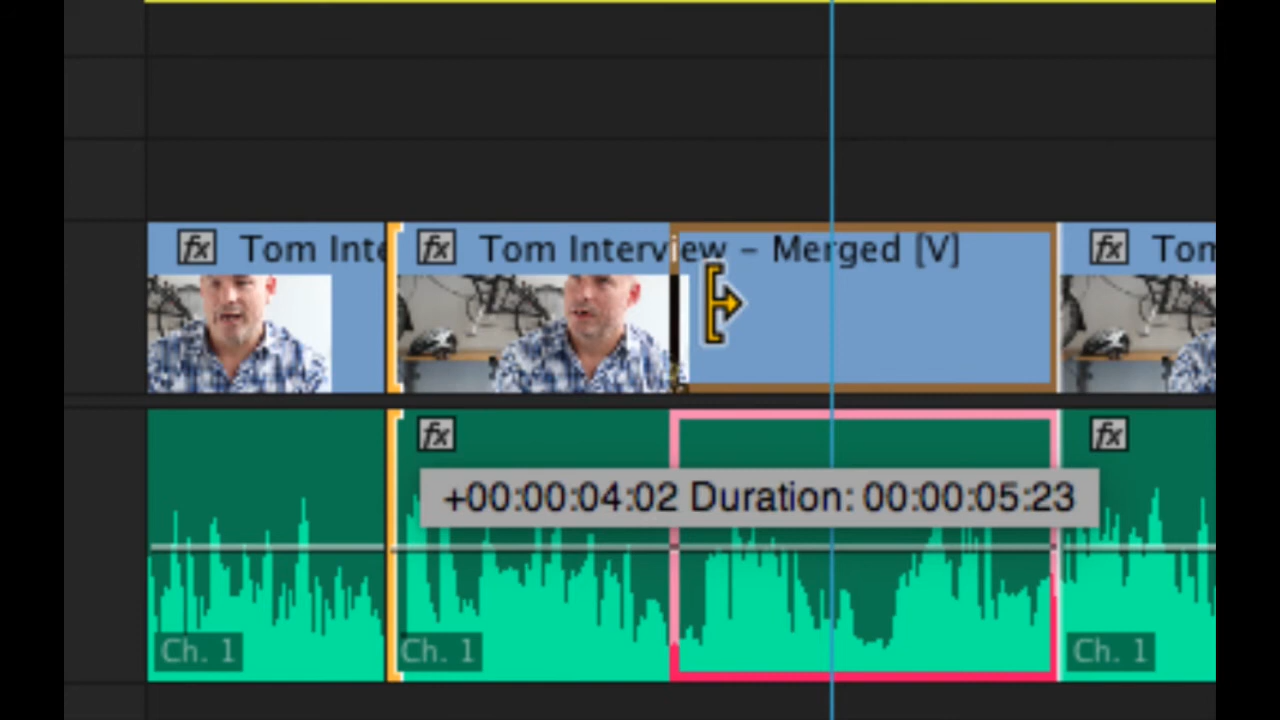 fx Tom Inte
fx Tom Interview – Merged [V]
fx Tom
fx
fx
+00:00:04:02 Duration: 00:00:05:23
Ch. 1
Ch. 1
Ch. 1